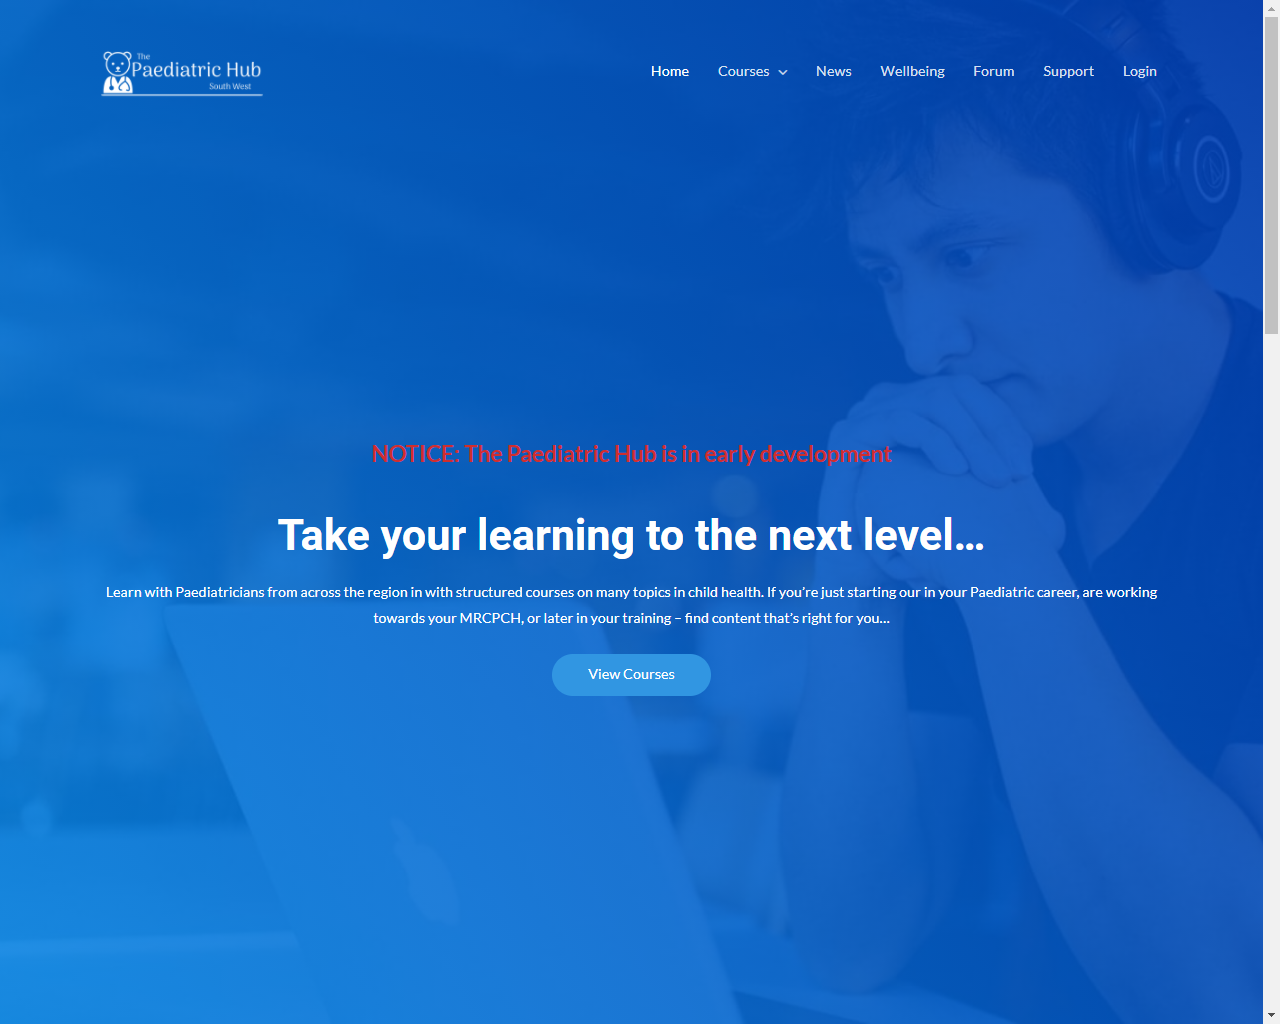 The
Paediatric Hub
South West
Home
Courses
News
Wellbeing
Forum
Support
Login
NOTICE: The Paediatric Hub is in early development
Take your learning to the next level...
Learn with Paediatricians from across the region in with structured courses on many topics in child health. If you’re just starting our in your Paediatric career, are working
towards your MRCPCH, or later in your training – find content that’s right for you...
View Courses